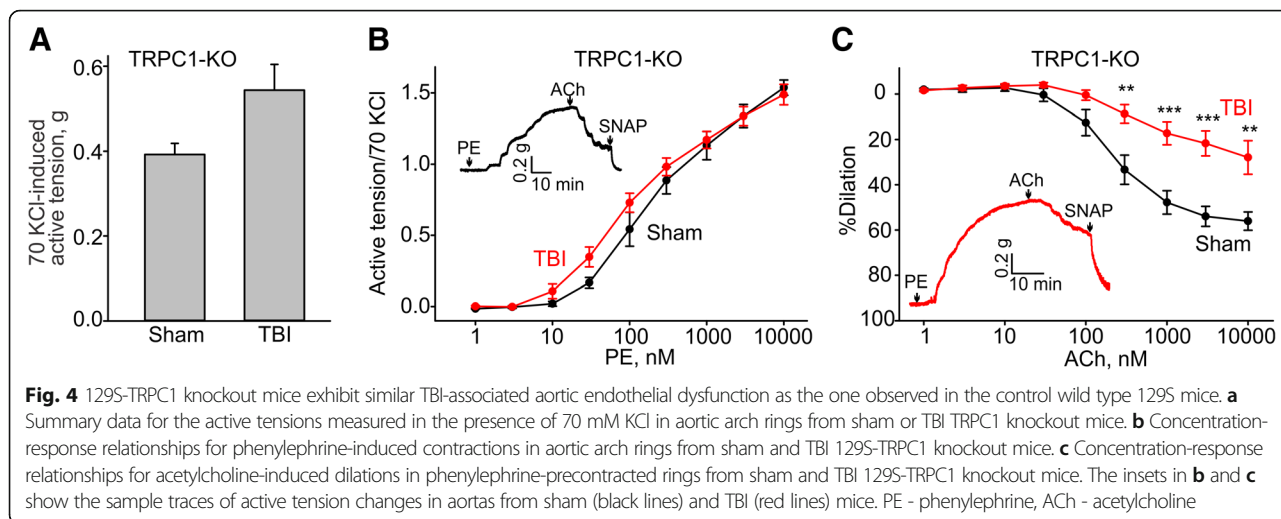 A
TRPC1-KO
70 KCl-induced
active tension, g
0.6
0.4
0.2
0.0
Sham
TBI
B
TRPC1-KO
Active tension/70 KCl
1.5
1.0
0.5
0.0
PE
ACh
SNAP
0.2 g
10 min
TBI
Sham
1
10
100
1000
10000
PE, nM
C
TRPC1-KO
%Dilation
0
20
40
60
80
100
**
***
***
**
TBI
Sham
PE
ACh
SNAP
0.2 g
10 min
1
10
100
1000
10000
ACh, nM
Fig. 4 129S-TRPC1 knockout mice exhibit similar TBI-associated aortic endothelial dysfunction as the one observed in the control wild type 129S mice. a
Summary data for the active tensions measured in the presence of 70 mM KCl in aortic arch rings from sham or TBI TRPC1 knockout mice. b Concentration-
response relationships for phenylephrine-induced contractions in aortic arch rings from sham and TBI 129S-TRPC1 knockout mice. c Concentration-response
relationships for acetylcholine-induced dilations in phenylephrine-precontracted rings from sham and TBI 129S-TRPC1 knockout mice. The insets in b and c
show the sample traces of active tension changes in aortas from sham (black lines) and TBI (red lines) mice. PE - phenylephrine, ACh - acetylcholine